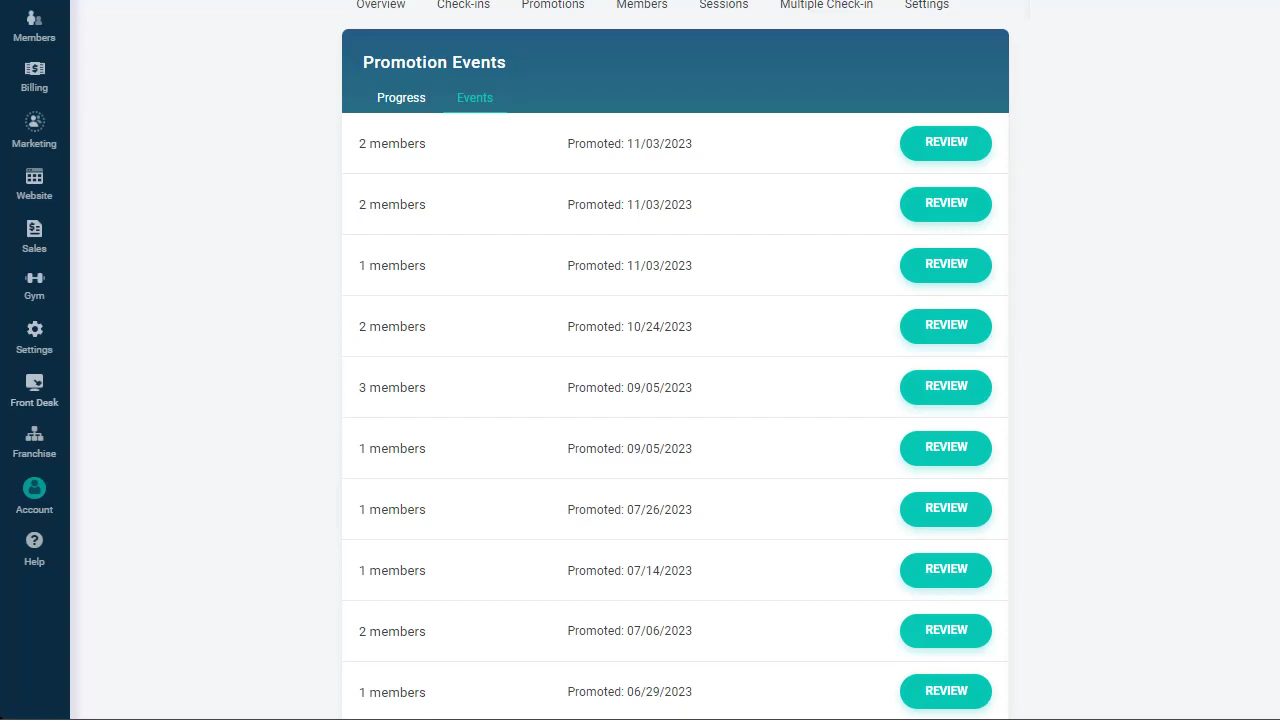 Overview Check-ins Promotions Members Sessions Multiple Check-in Settings
Members
Billing
Marketing
Website
Sales
Gym
Settings
Front Desk
Franchise
Account
Help
Promotion Events
Progress Events
2 members Promoted: 11/03/2023 REVIEW
2 members Promoted: 11/03/2023 REVIEW
1 members Promoted: 11/03/2023 REVIEW
2 members Promoted: 10/24/2023 REVIEW
3 members Promoted: 09/05/2023 REVIEW
1 members Promoted: 09/05/2023 REVIEW
1 members Promoted: 07/26/2023 REVIEW
1 members Promoted: 07/14/2023 REVIEW
2 members Promoted: 07/06/2023 REVIEW
1 members Promoted: 06/29/2023 REVIEW